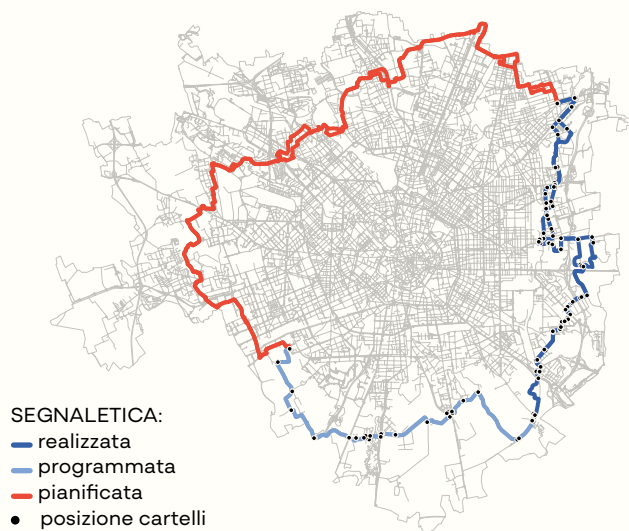 SEGNALETICA:
realizzata
programmata
pianificata
posizione cartelli